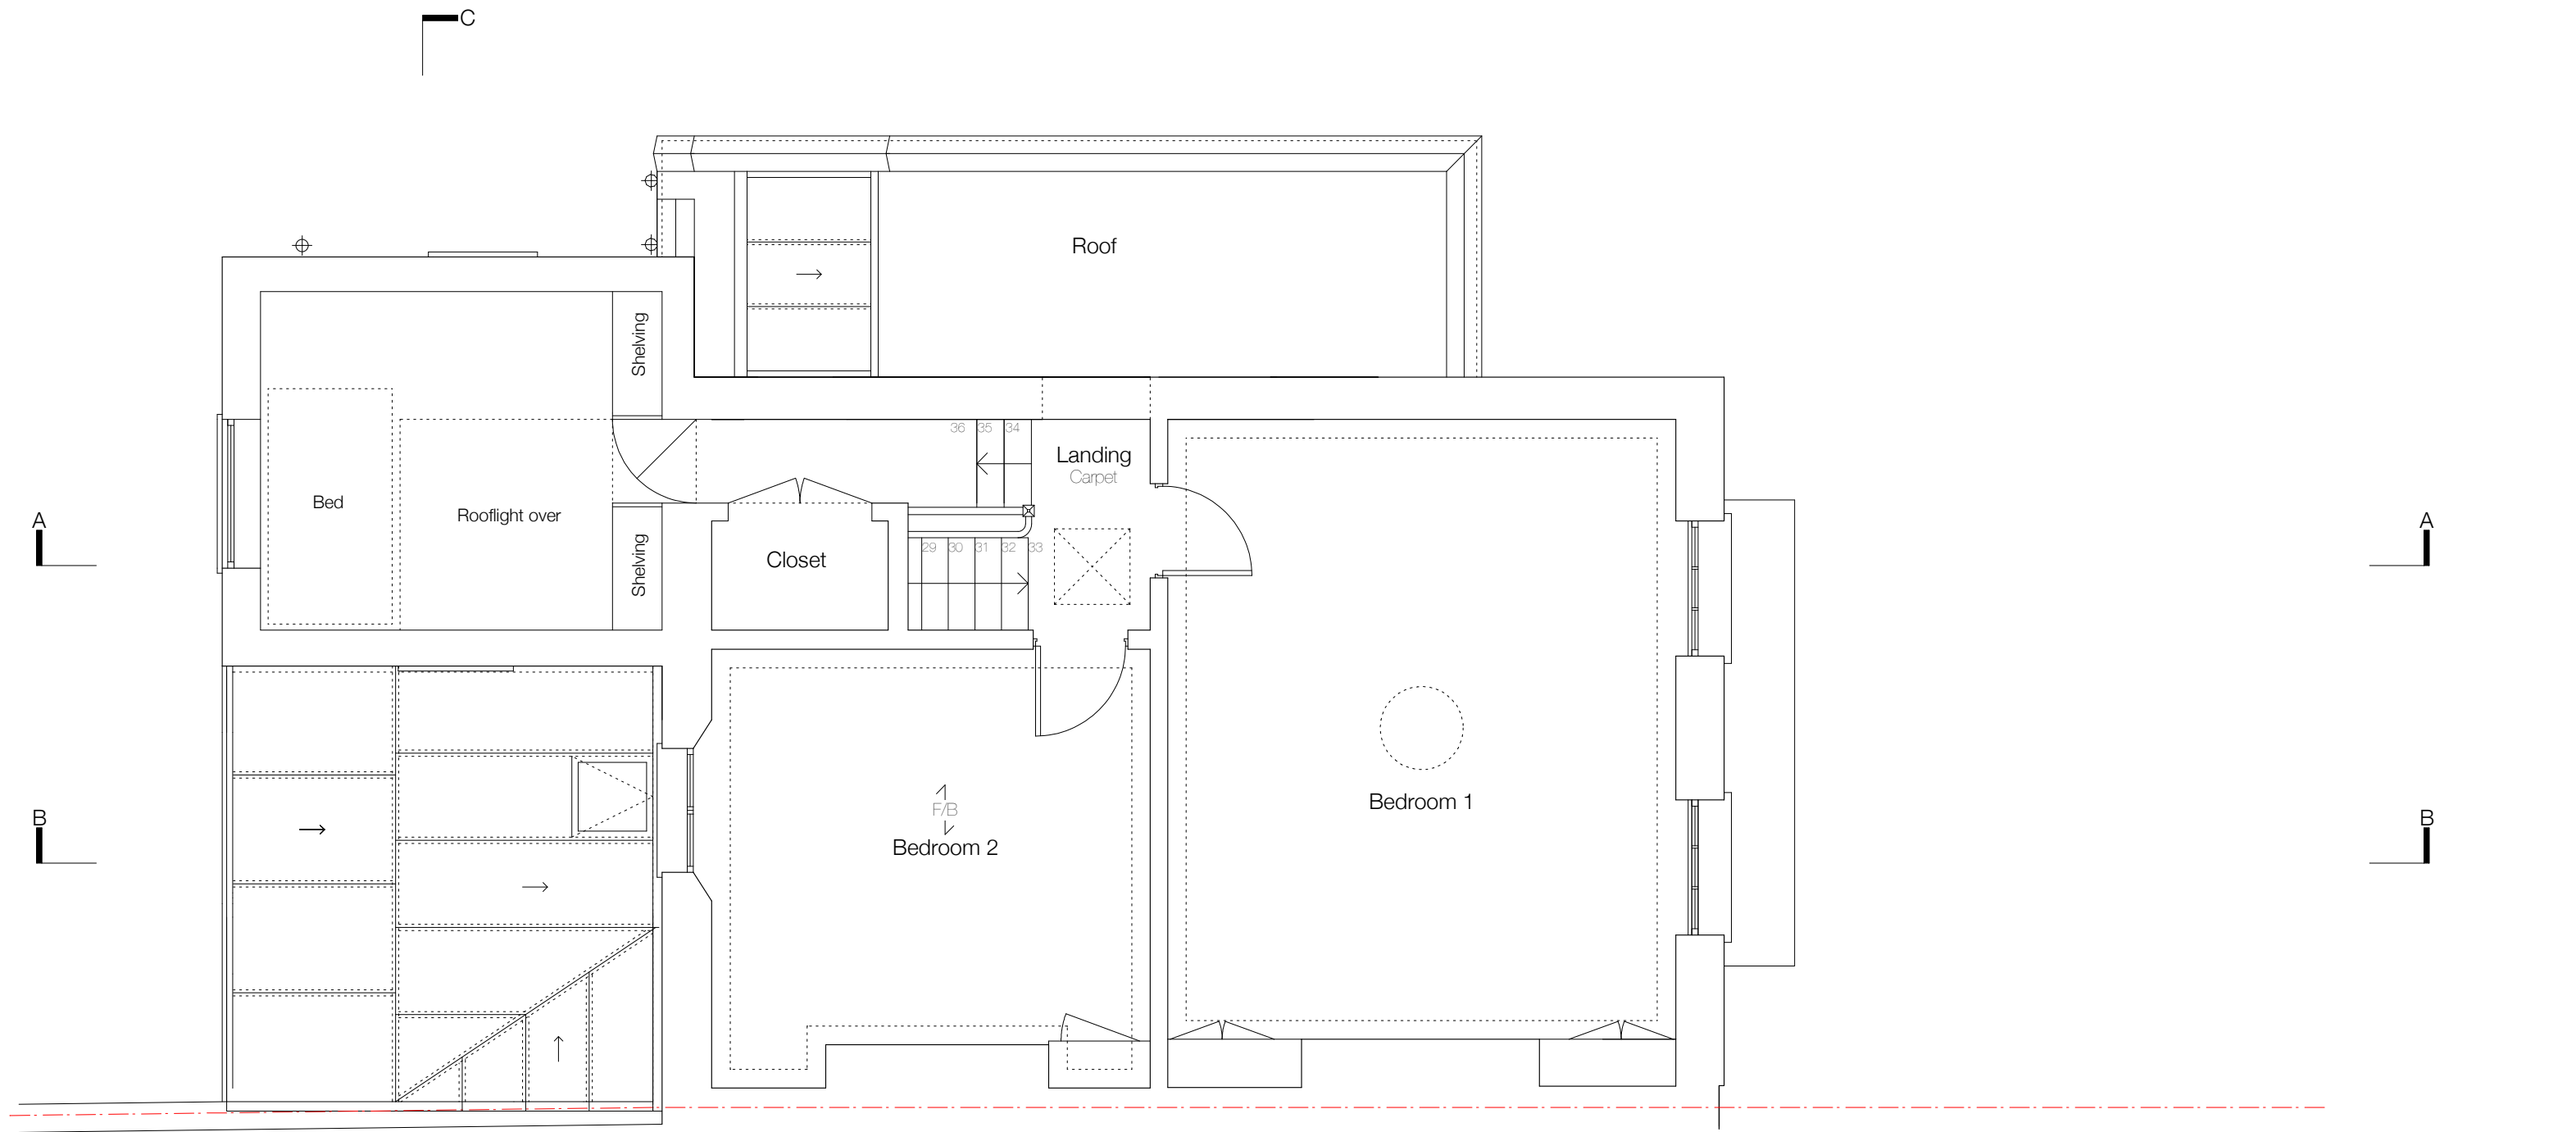 C
Roof
Shelving
36 35 34
Landing
Carpet
Bed
Rooflight over
A
A
29 30 31 32 33
Closet
Shelving
Bedroom 1
F/B
B
B
Bedroom 2